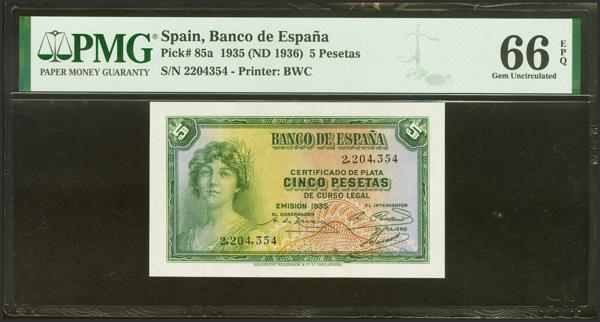 PMG®
PAPER MONEY GUARANTY
Spain, Banco de España
Pick# 85a 1935 (ND 1936) 5 Pesetas
S/N 2204354 - Printer: BWC
66 EPQ
Gem Uncirculated
5
BANCO DE ESPAÑA
5
2.204.354
CERTIFICADO DE PLATA
CINCO PESETAS
DE CURSO LEGAL
EMISIÓN 1935
EL INTERVENTOR
EL GOBERNADOR
EL CAJERO
2.204.354